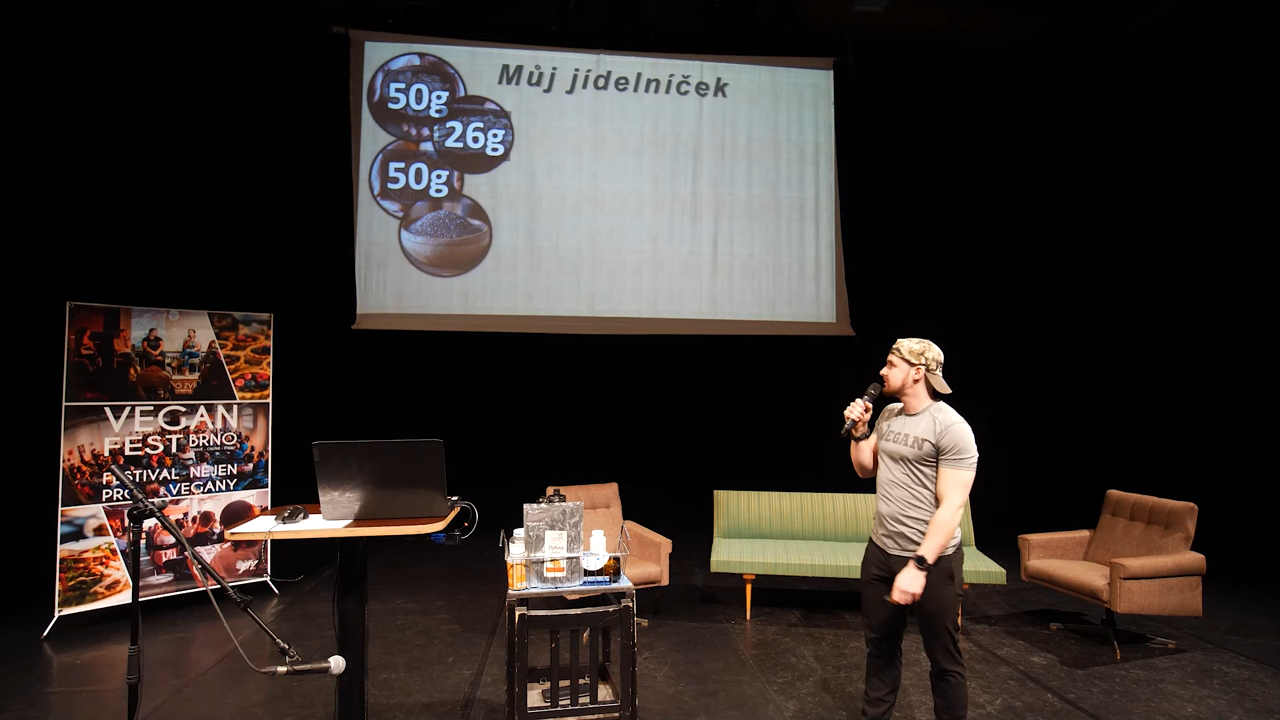 Můj jídelníček
50g
26g
50g
VEGAN
FEST BRNO
FESTIVAL NEJEN
PRO VEGANY
VEGAN